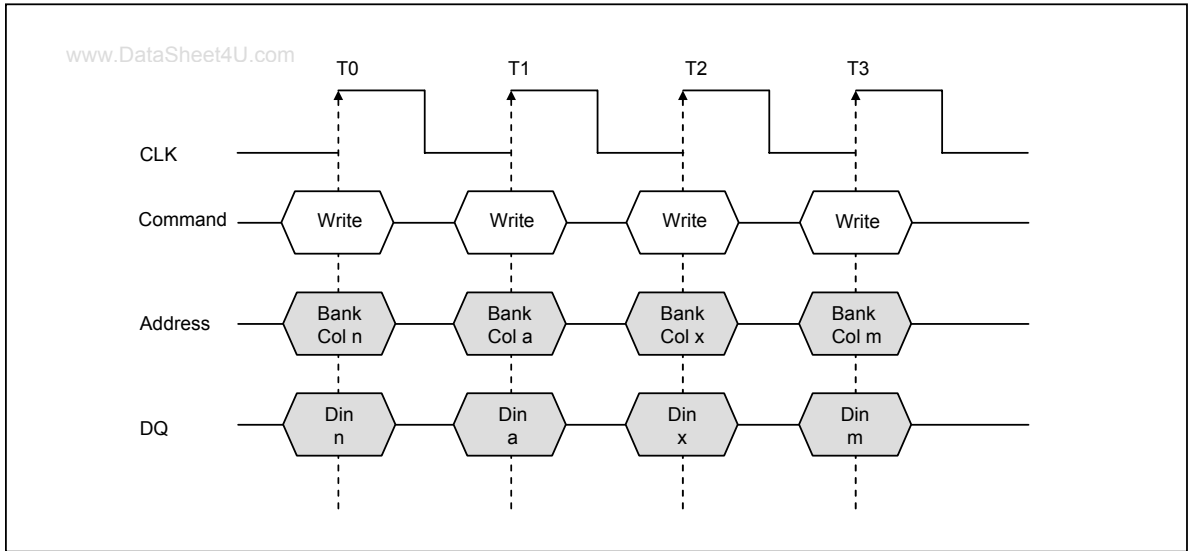 www.DataSheet4U.com
T0 T1 T2 T3
CLK
Command Write Write Write Write
Address Bank Bank Bank Bank
Col n Col a Col x Col m
DQ Din Din Din Din
n a x m